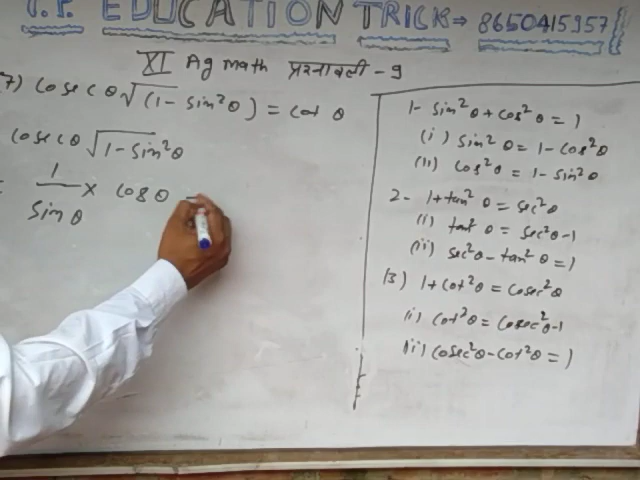 I.P. EDUCATION TRICK⇒ 8650415957
XI Ag math प्रश्नावली - 9
7) cosec θ √(1- sin²θ) = cot θ
cosec θ √1-sin²θ
= 1/sin θ × cos θ =
1- sin²θ + cos²θ = 1
(i) sin²θ = 1- cos²θ
(ii) cos²θ = 1- sin²θ
2- 1+tan²θ = sec²θ
(ii) tan²θ = sec²θ-1
(iii) sec²θ- tan²θ = 1
(3) 1+cot²θ = cosec²θ
(i) cot²θ = cosec²θ-1
(ii) cosec²θ-cot²θ = 1